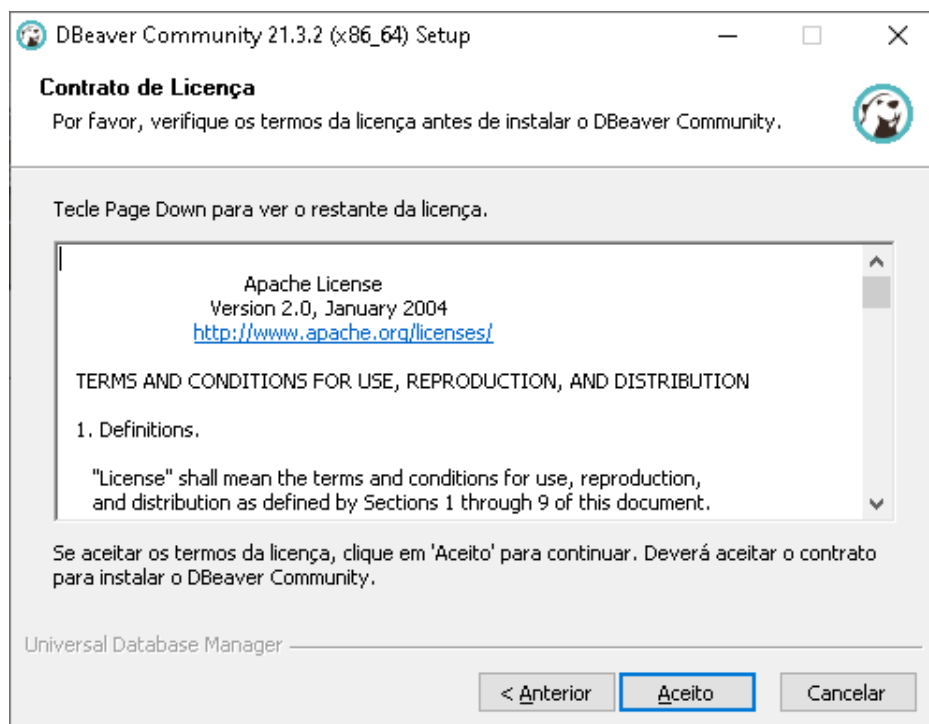 DBeaver Community 21.3.2 (x86_64) Setup
Contrato de Licença
Por favor, verifique os termos da licença antes de instalar o DBeaver Community.
Tecle Page Down para ver o restante da licença.
Apache License
Version 2.0, January 2004
http://www.apache.org/licenses/
TERMS AND CONDITIONS FOR USE, REPRODUCTION, AND DISTRIBUTION
1. Definitions.
"License" shall mean the terms and conditions for use, reproduction,
and distribution as defined by Sections 1 through 9 of this document.
Se aceitar os termos da licença, clique em 'Aceito' para continuar. Deverá aceitar o contrato
para instalar o DBeaver Community.
Universal Database Manager
< Anterior Aceito Cancelar